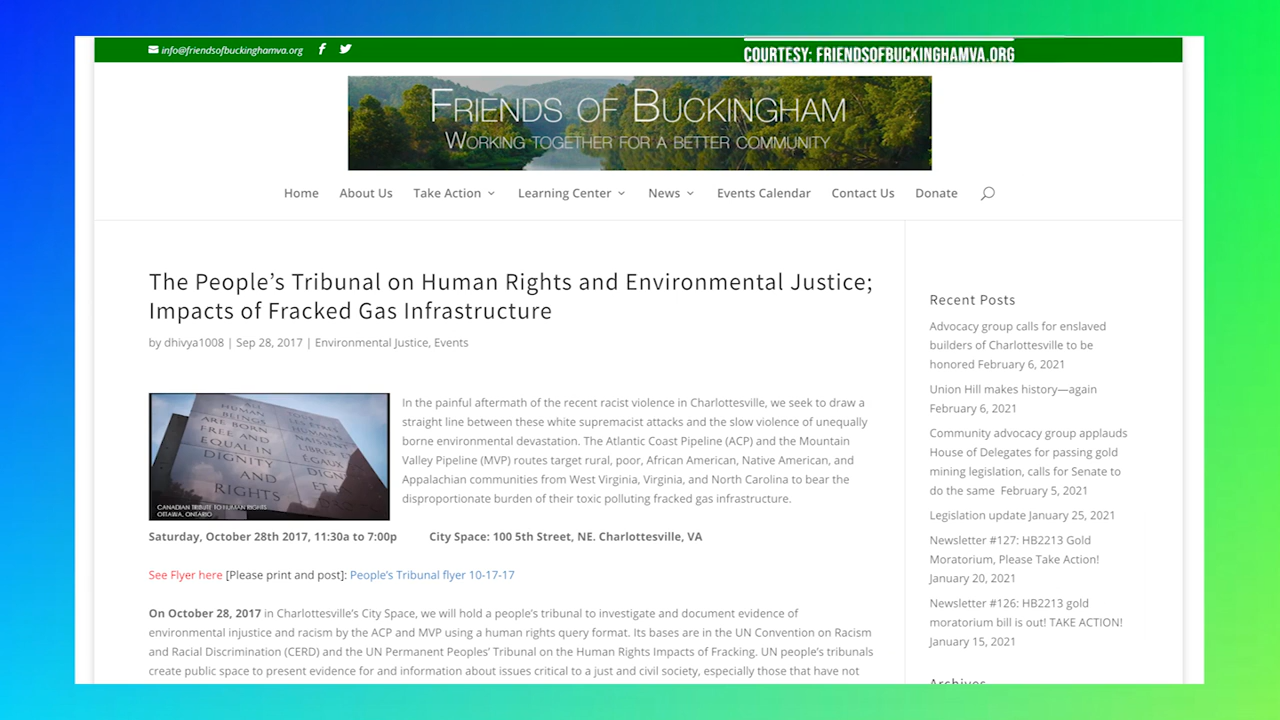 info@friendsofbuckinghamva.org
COURTESY: FRIENDSOFBUCKINGHAMVA.ORG
FRIENDS OF BUCKINGHAM
WORKING TOGETHER FOR A BETTER COMMUNITY
Home About Us Take Action Learning Center News Events Calendar Contact Us Donate
The People's Tribunal on Human Rights and Environmental Justice;
Impacts of Fracked Gas Infrastructure
by dhivya1008 | Sep 28, 2017 | Environmental Justice, Events
HUMAN
BEINGS
ARE BORN
FREE AND
EQUAL IN
DIGNITY
AND
RIGHTS
CANADIAN TRIBUTE TO HUMAN RIGHTS
OTTAWA, ONTARIO
In the painful aftermath of the recent racist violence in Charlottesville, we seek to draw a
straight line between these white supremacist attacks and the slow violence of unequally
borne environmental devastation. The Atlantic Coast Pipeline (ACP) and the Mountain
Valley Pipeline (MVP) routes target rural, poor, African American, Native American, and
Appalachian communities from West Virginia, Virginia, and North Carolina to bear the
disproportionate burden of their toxic polluting fracked gas infrastructure.
Saturday, October 28th 2017, 11:30a to 7:00p City Space: 100 5th Street, NE. Charlottesville, VA
See Flyer here [Please print and post]: People's Tribunal flyer 10-17-17
On October 28, 2017 in Charlottesville's City Space, we will hold a people's tribunal to investigate and document evidence of
environmental injustice and racism by the ACP and MVP using a human rights query format. Its bases are in the UN Convention on Racism
and Racial Discrimination (CERD) and the UN Permanent Peoples' Tribunal on the Human Rights Impacts of Fracking. UN people's tribunals
create public space to present evidence for and information about issues critical to a just and civil society, especially those that have not
Recent Posts
Advocacy group calls for enslaved
builders of Charlottesville to be
honored February 6, 2021
Union Hill makes history—again
February 6, 2021
Community advocacy group applauds
House of Delegates for passing gold
mining legislation, calls for Senate to
do the same February 5, 2021
Legislation update January 25, 2021
Newsletter #127: HB2213 Gold
Moratorium, Please Take Action!
January 20, 2021
Newsletter #126: HB2213 gold
moratorium bill is out! TAKE ACTION!
January 15, 2021
Archives